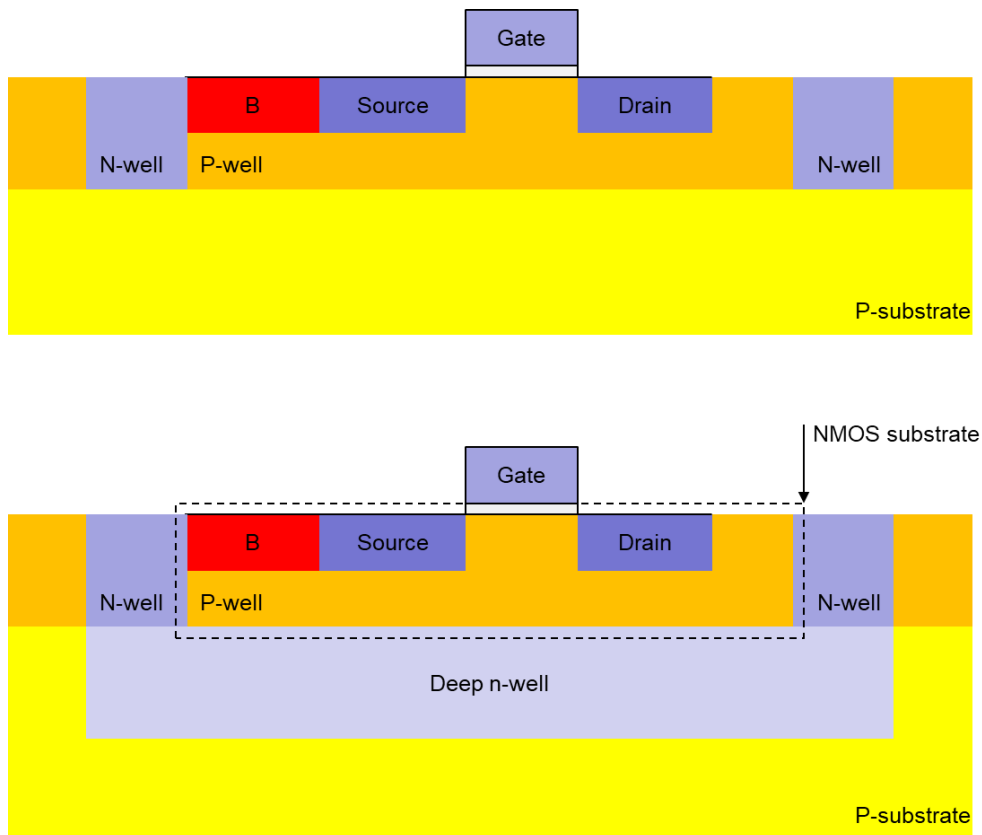 Gate
B
Source
Drain
N-well
P-well
N-well
P-substrate
NMOS substrate
Gate
B
Source
Drain
N-well
P-well
N-well
Deep n-well
P-substrate